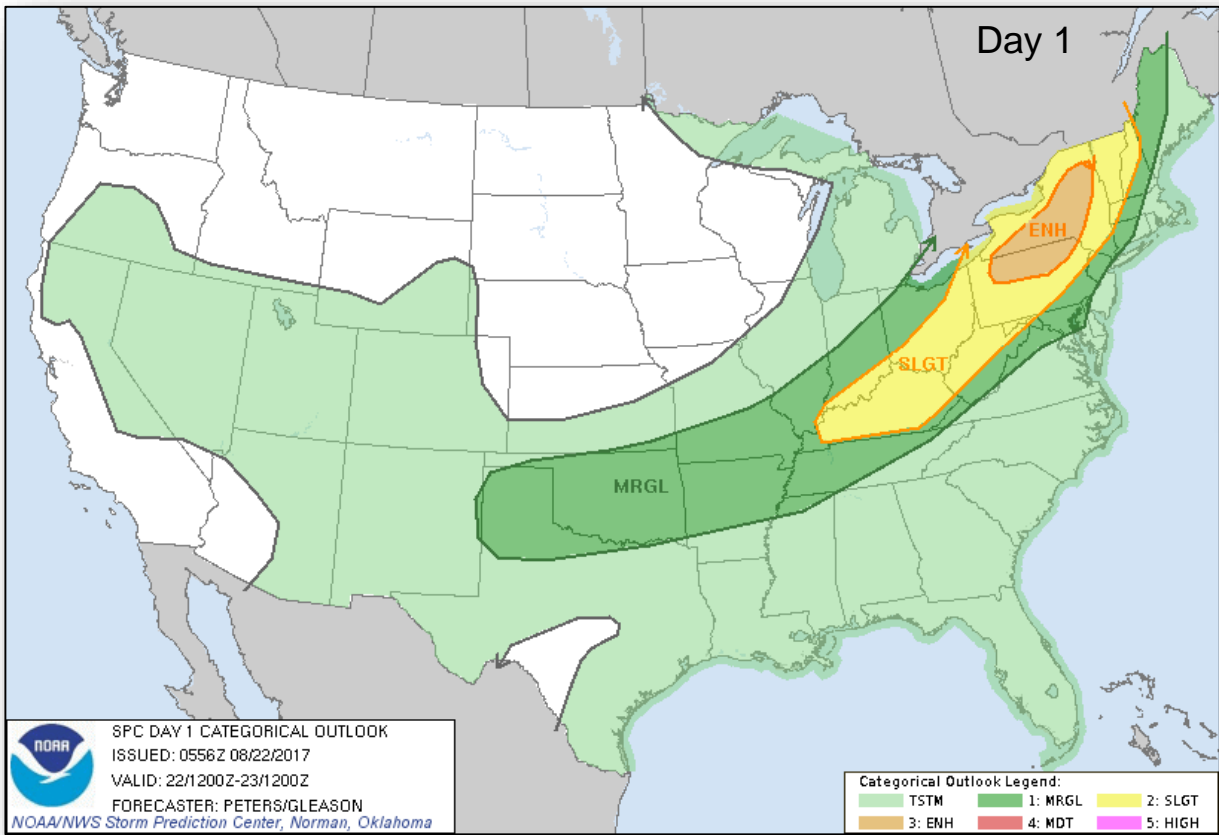 Day 1
ENH
SLGT
MRGL
NOAA
SPC DAY 1 CATEGORICAL OUTLOOK
ISSUED: 0556Z 08/22/2017
VALID: 22/1200Z-23/1200Z
FORECASTER: PETERS/GLEASON
NOAA/NWS Storm Prediction Center, Norman, Oklahoma
Categorical Outlook Legend:
TSTM 1: MRGL 2: SLGT
3: ENH 4: MDT 5: HIGH